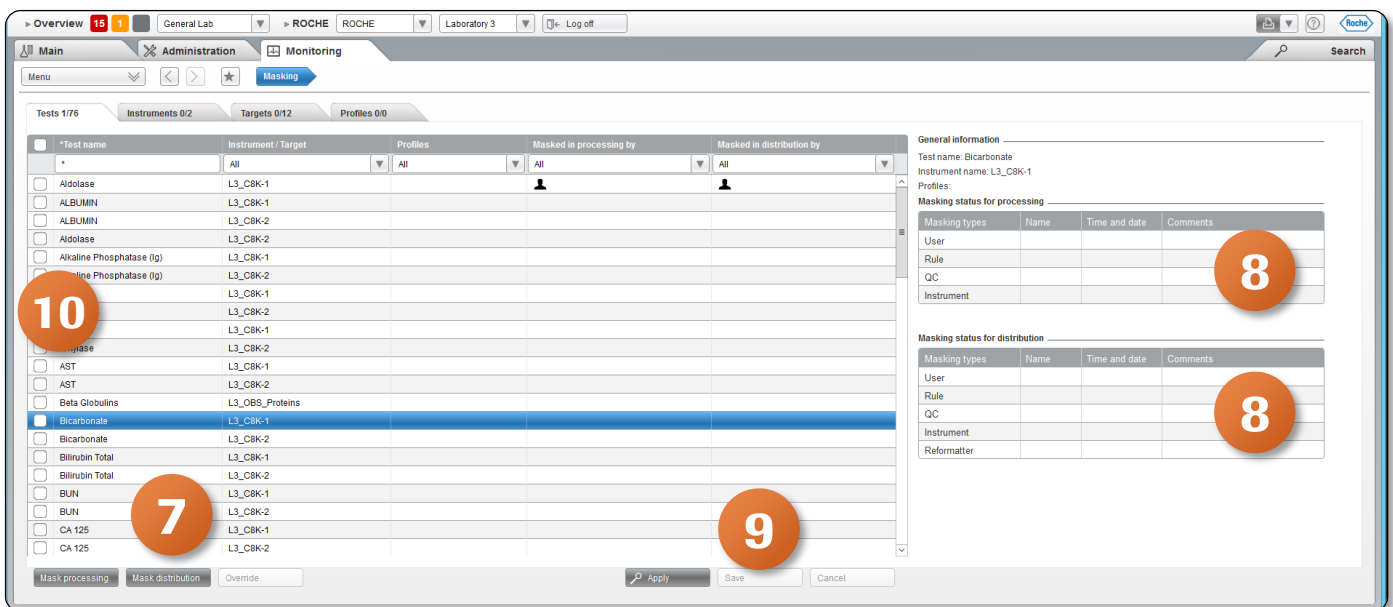 Overview 15 1 General Lab ROCHE ROCHE Laboratory 3 Log off ? Roche
Main Administration Monitoring Search
Menu Masking
Tests 1/76 Instruments 0/2 Targets 0/12 Profiles 0/0
*Test name Instrument / Target Profiles Masked in processing by Masked in distribution by
* All All All All
Aldolase L3_C8K-1
ALBUMIN L3_C8K-1
ALBUMIN L3_C8K-2
Aldolase L3_C8K-2
Alkaline Phosphatase (Ig) L3_C8K-1
Phosphatase (Ig) L3_C8K-2
L3_C8K-1
10 L3_C8K-2
L3_C8K-1
L3_C8K-2
AST L3_C8K-1
AST L3_C8K-2
Beta Globulins L3_OBS_Proteins
Bicarbonate L3_C8K-1
Bicarbonate L3_C8K-2
Bilirubin Total L3_C8K-1
Bilirubin Total L3_C8K-2
BUN L3_C8K-1
BUN L3_C8K-2
7
CA 125 L3_C8K-1
CA 125 L3_C8K-2
9
Mask processing Mask distribution Override Apply Save Cancel
General information
Test name: Bicarbonate
Instrument name: L3_C8K-1
Profiles:
Masking status for processing
Masking types Name Time and date Comments
User
Rule
QC
Instrument
8
Masking status for distribution
Masking types Name Time and date Comments
User
Rule
QC
Instrument
Reformatter
8